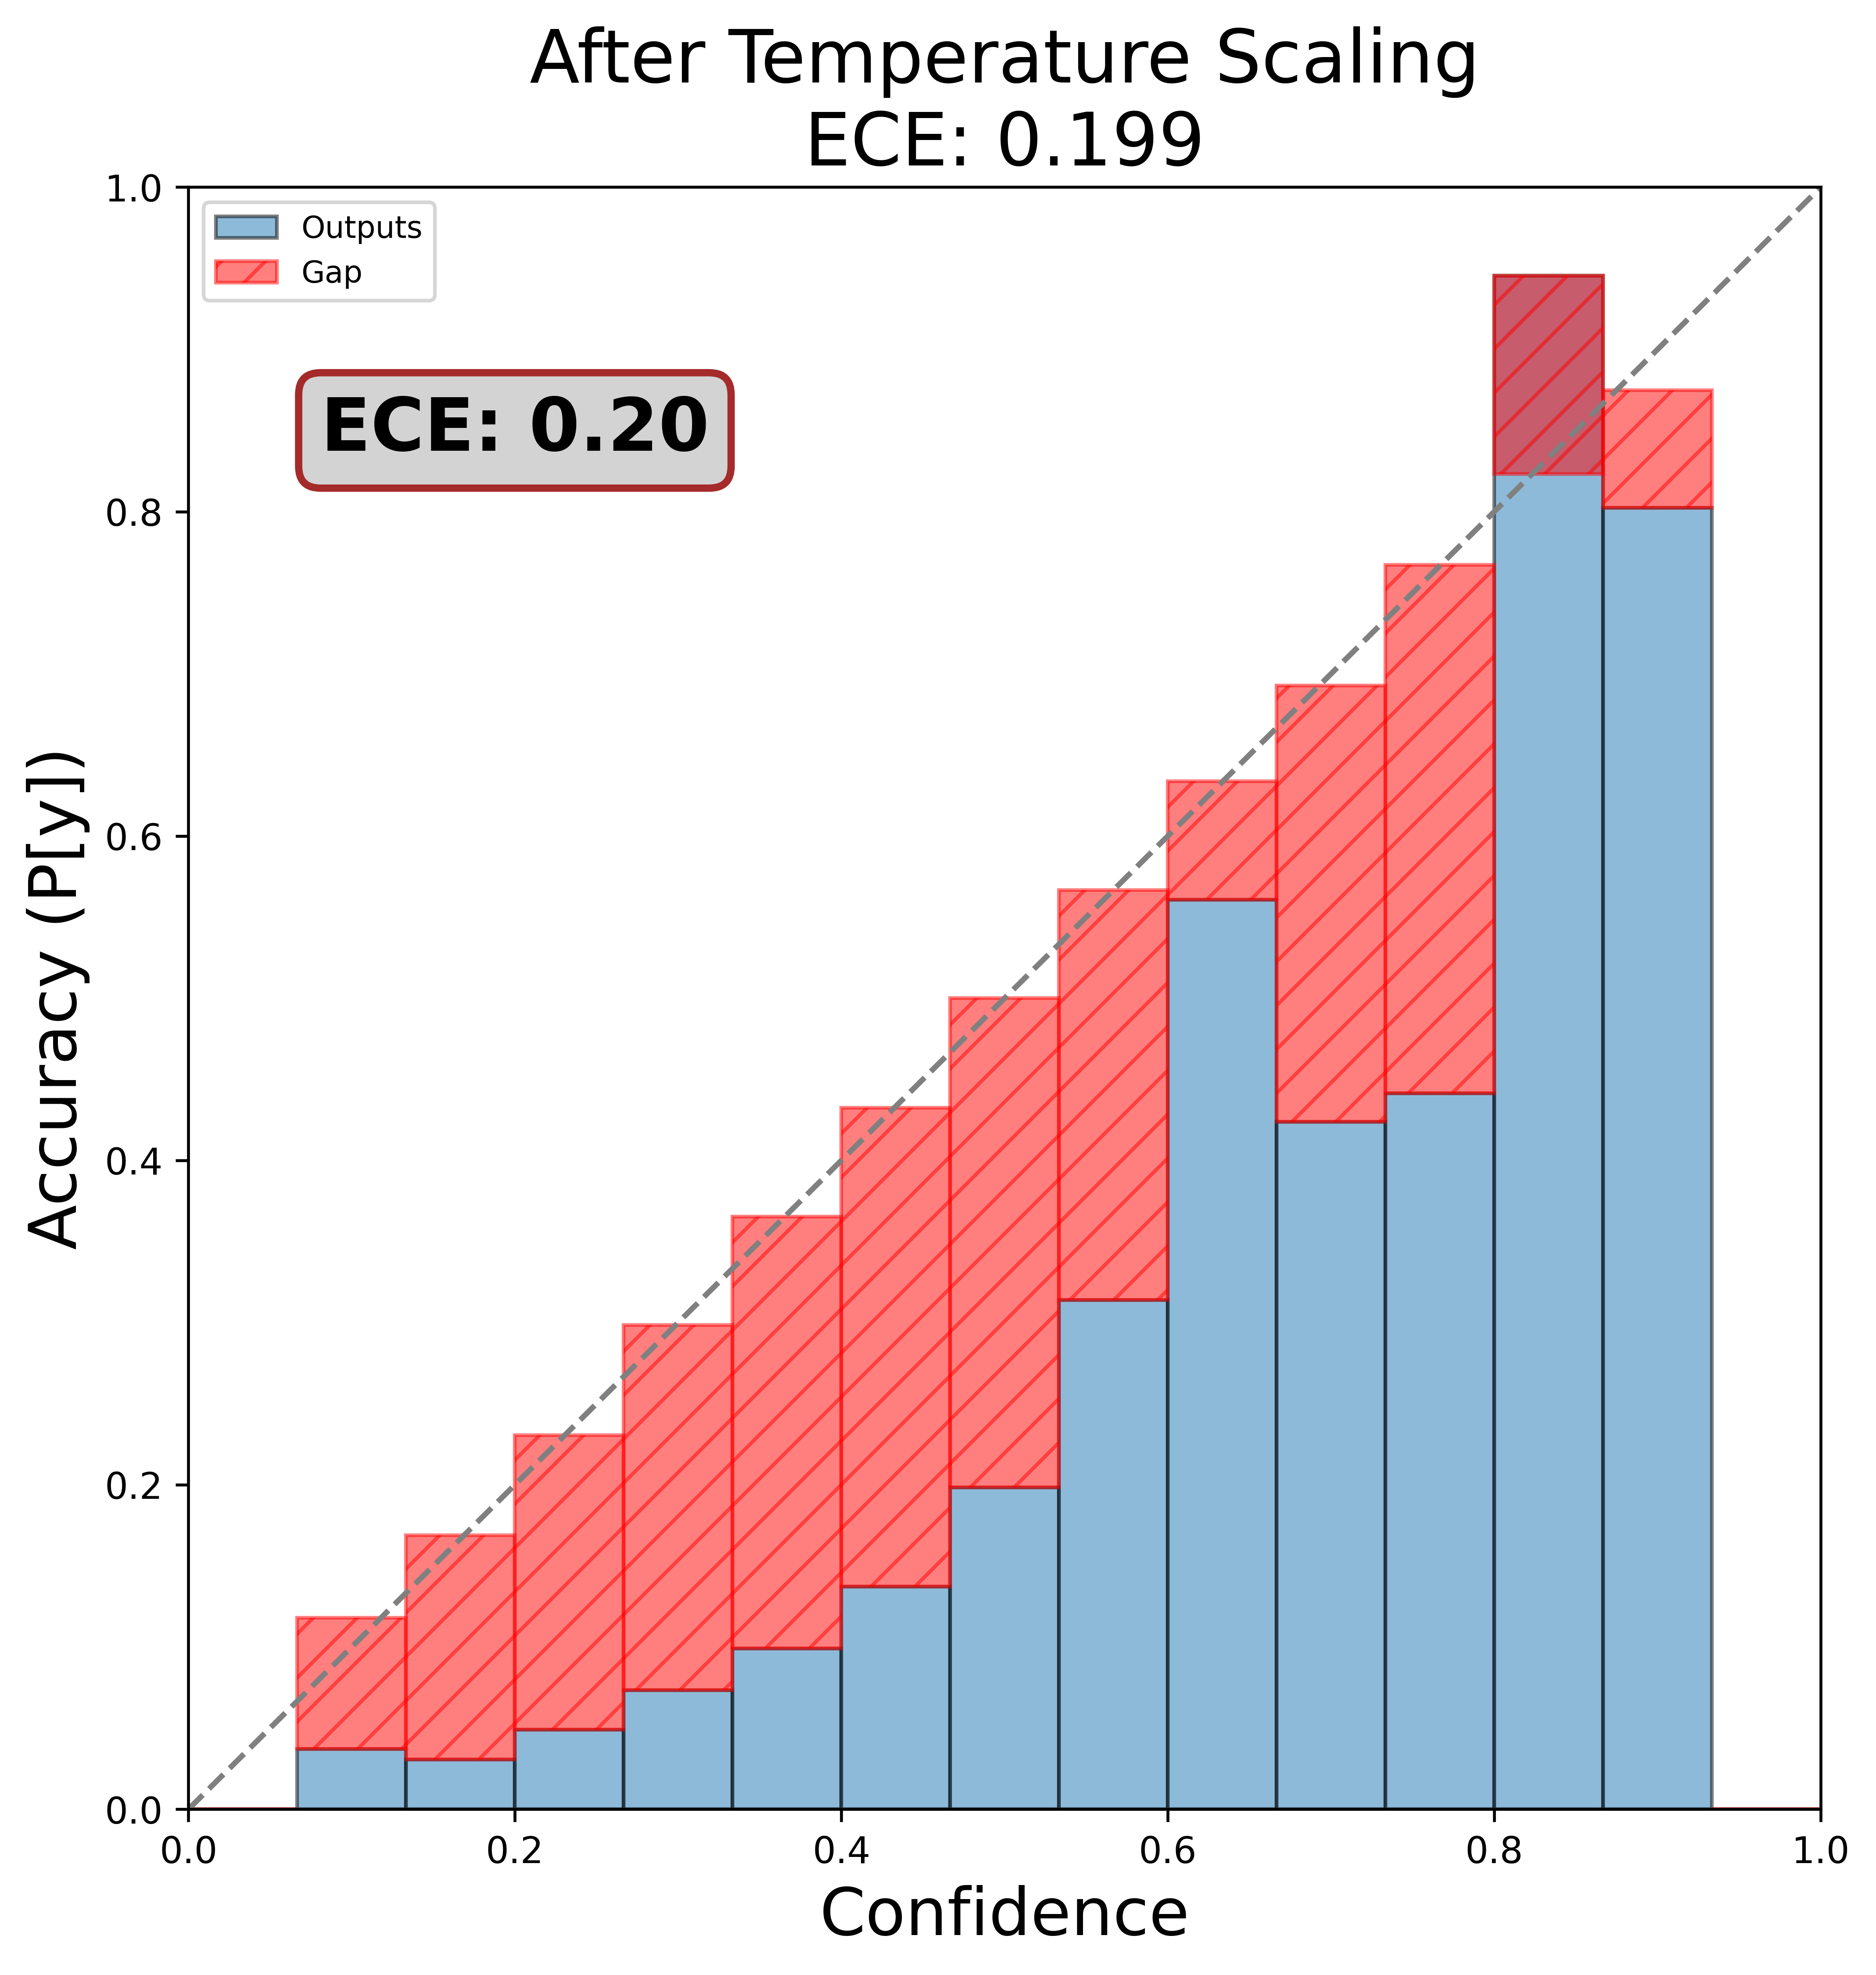 After Temperature Scaling
ECE: 0.199
1.0
0.8
0.6
0.4
0.2
0.0
Accuracy (P[y])
Outputs
Gap
ECE: 0.20
0.0 0.2 0.4 0.6 0.8 1.0
Confidence